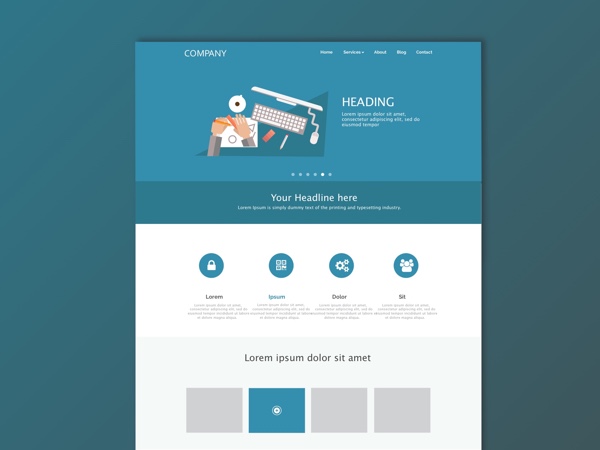 COMPANY
Home Services About Blog Contact
HEADING
Lorem ipsum dolor sit amet,
consectetur adipiscing elit, sed do
eiusmod tempor
Your Headline here
Lorem Ipsum is simply dummy text of the printing and typesetting industry.
Lorem Ipsum Dolor Sit
Lorem ipsum dolor sit amet,
consectetur adipiscing elit, sed do
eiusmod tempor incididunt ut labore
et dolore magna aliqua.
Lorem ipsum dolor sit amet,
consectetur adipiscing elit, sed do
eiusmod tempor incididunt ut labore
et dolore magna aliqua.
Lorem ipsum dolor sit amet,
consectetur adipiscing elit, sed do
eiusmod tempor incididunt ut labore
et dolore magna aliqua.
Lorem ipsum dolor sit amet,
consectetur adipiscing elit, sed do
eiusmod tempor incididunt ut labore
et dolore magna aliqua.
Lorem ipsum dolor sit amet